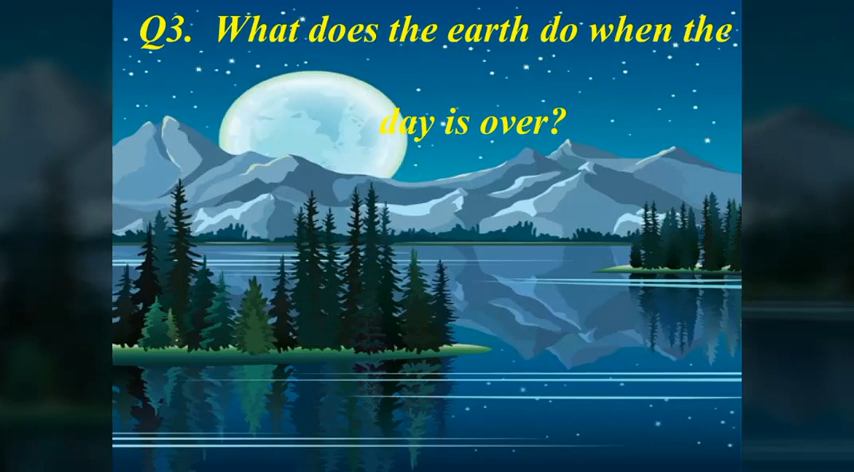 Q3. What does the earth do when the
day is over?